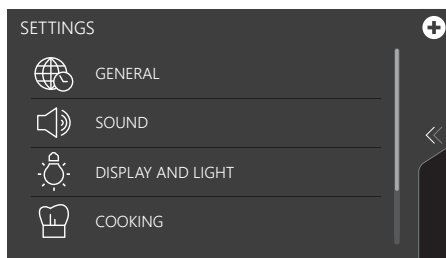 SETTINGS
GENERAL
SOUND
DISPLAY AND LIGHT
COOKING